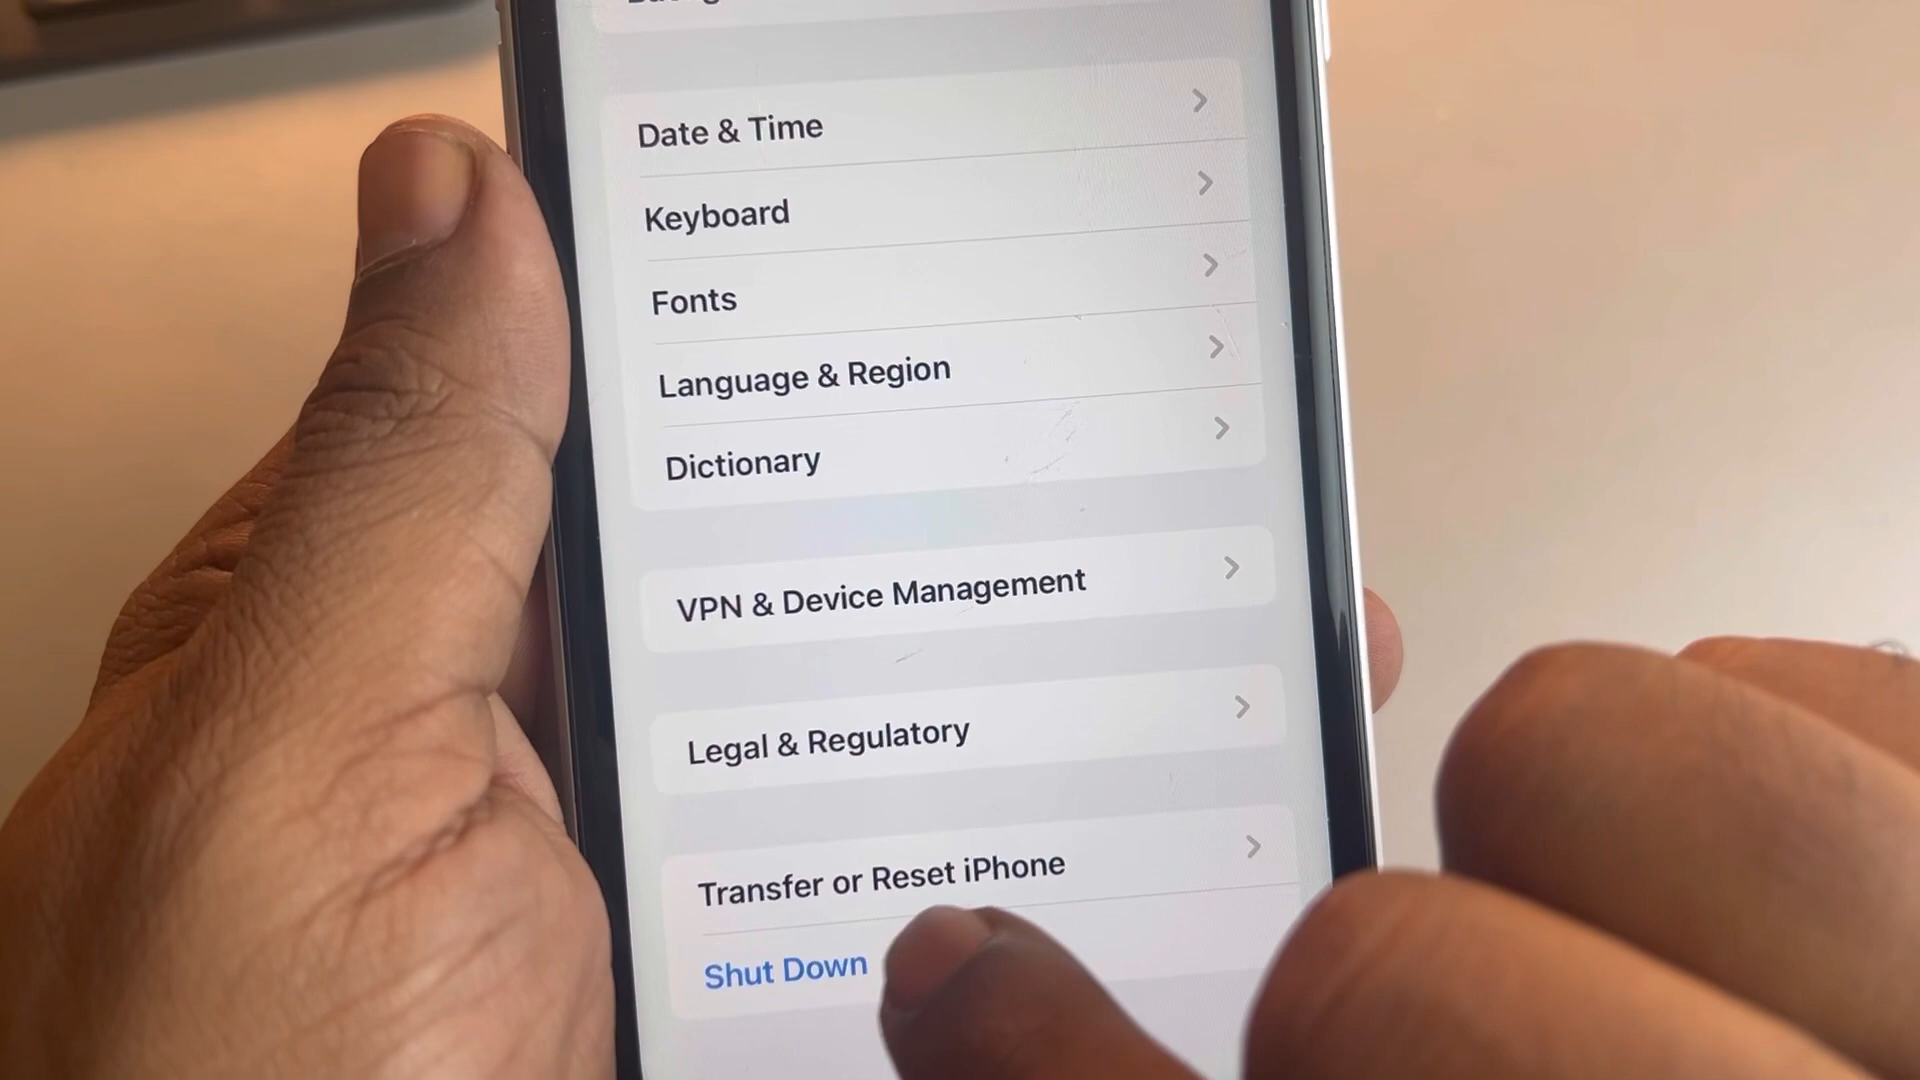 Date & Time
Keyboard
Fonts
Language & Region
Dictionary
VPN & Device Management
Legal & Regulatory
Transfer or Reset iPhone
Shut Down